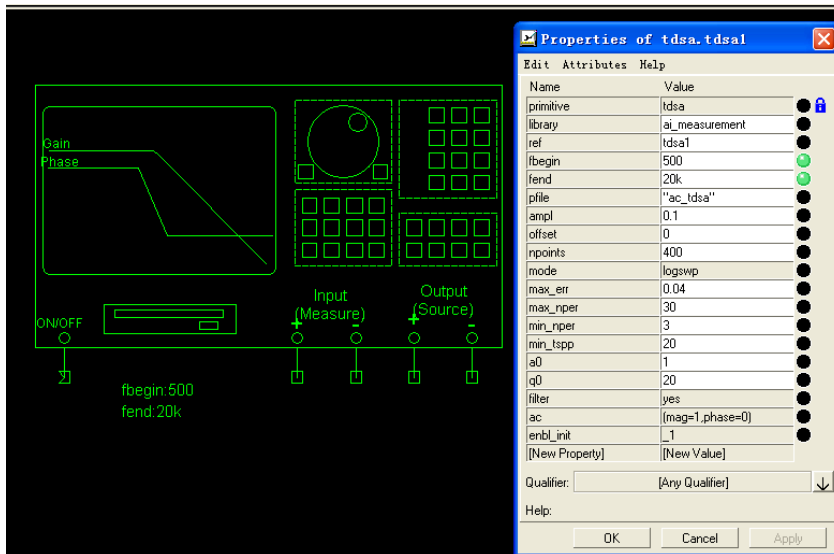 Gain
Phase
ON/OFF
Input
(Measure)
+
-
Output
(Source)
+
-
fbegin:500
fend:20k
Properties of tdsa.tdsa1
Edit Attributes Help
Name Value
primitive tdsa
library aj_measurement
ref tdsa1
fbegin 500
fend 20k
pfile "ac_tdsa"
ampl 0.1
offset 0
npoints 400
mode logswp
max_err 0.04
max_nper 30
min_nper 3
min_tspp 20
a0 1
q0 20
filter yes
ac (mag=1,phase=0)
enbl_init _1
[New Property] [New Value]
Qualifier: [Any Qualifier]
Help:
OK Cancel Apply